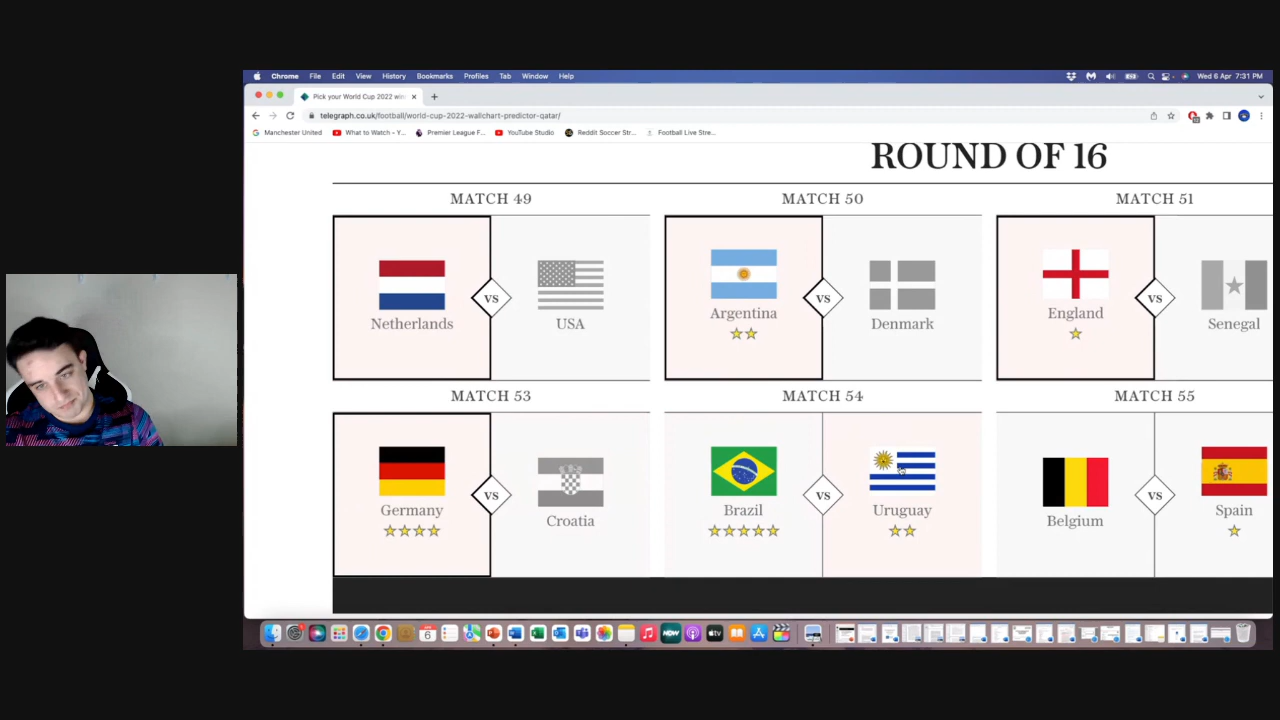 Chrome File Edit View History Bookmarks Profiles Tab Window Help Wed 6 Apr 7:31 PM
Pick your World Cup 2022 win
telegraph.co.uk/football/world-cup-2022-wallchart-predictor-qatar/
Manchester United What to Watch - Y... Premier League F... YouTube Studio Reddit Soccer Str... Football Live Stre...
ROUND OF 16
MATCH 49 MATCH 50 MATCH 51
Netherlands VS USA Argentina VS Denmark England VS Senegal
MATCH 53 MATCH 54 MATCH 55
Germany VS Croatia Brazil VS Uruguay Belgium VS Spain
NOW tv